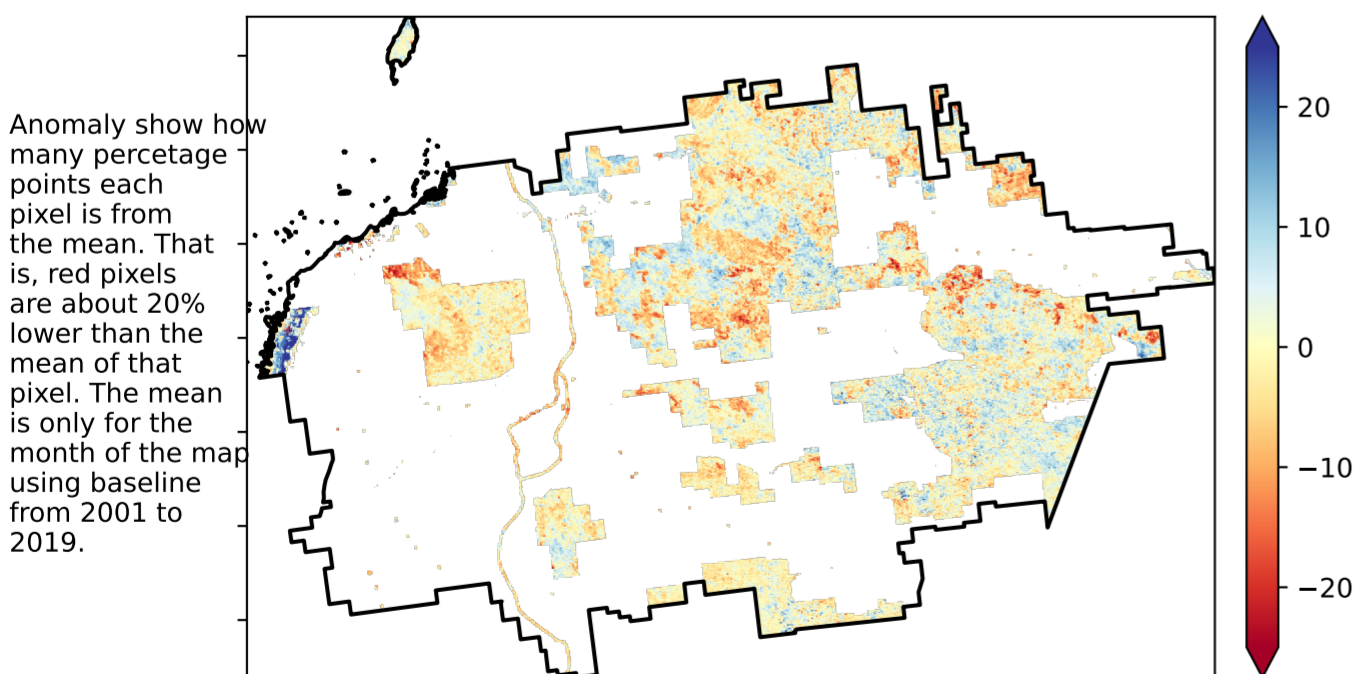 Anomaly show how
many percetage
points each
pixel is from
the mean. That
is, red pixels
are about 20%
lower than the
mean of that
pixel. The mean
is only for the
month of the map
using baseline
from 2001 to
2019.
20
10
0
−10
−20